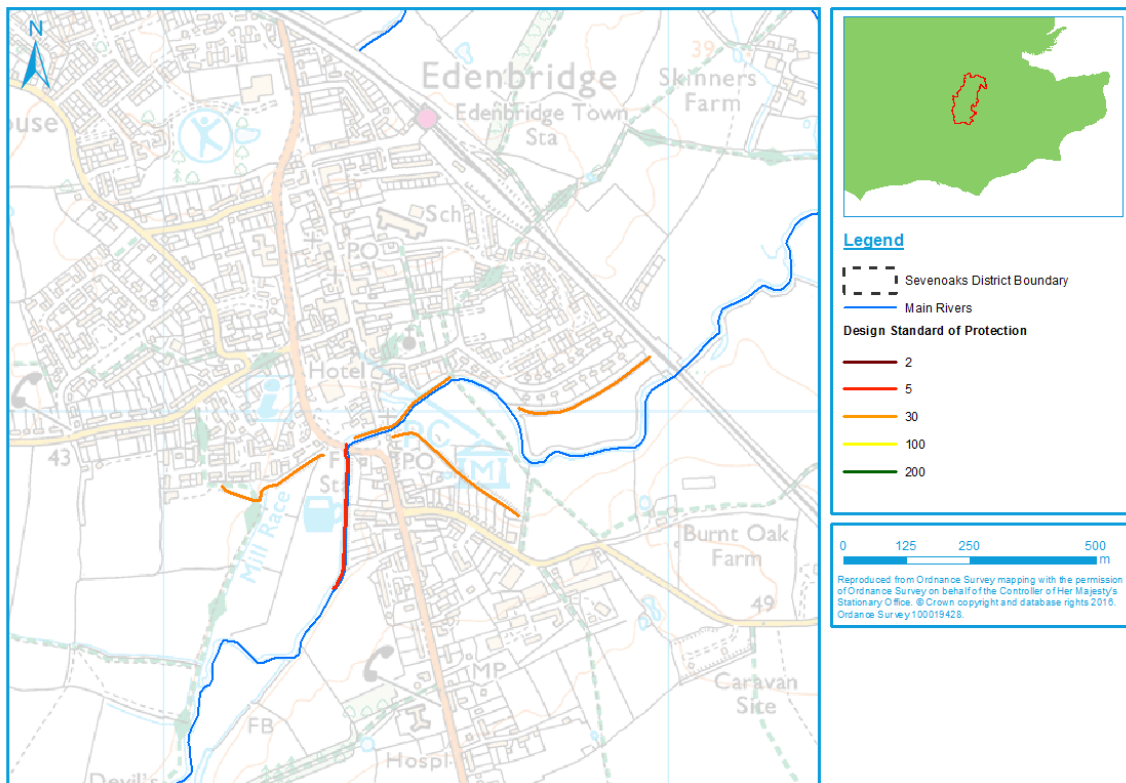 N
Edenbridge
Edenbridge Town
Sta
39
Skinners
Farm
ouse
Sch
PO
Hotel
43
PO
M
Sta
Mill Race
Burnt Oak
Farm
49
MP
Caravan
Site
FB
Hospl
Devil's
Legend
Sevenoaks District Boundary
Main Rivers
Design Standard of Protection
2
5
30
100
200
0 125 250 500
m
Reproduced from Ordnance Survey mapping with the permission
of Ordnance Survey on behalf of the Controller of Her Majesty's
Stationary Office. © Crown copyright and database rights 2016.
Ordance Survey 100019428.